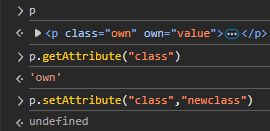 p
<p class="own" own="value">…</p>
p.getAttribute("class")
'own'
p.setAttribute("class","newclass")
undefined